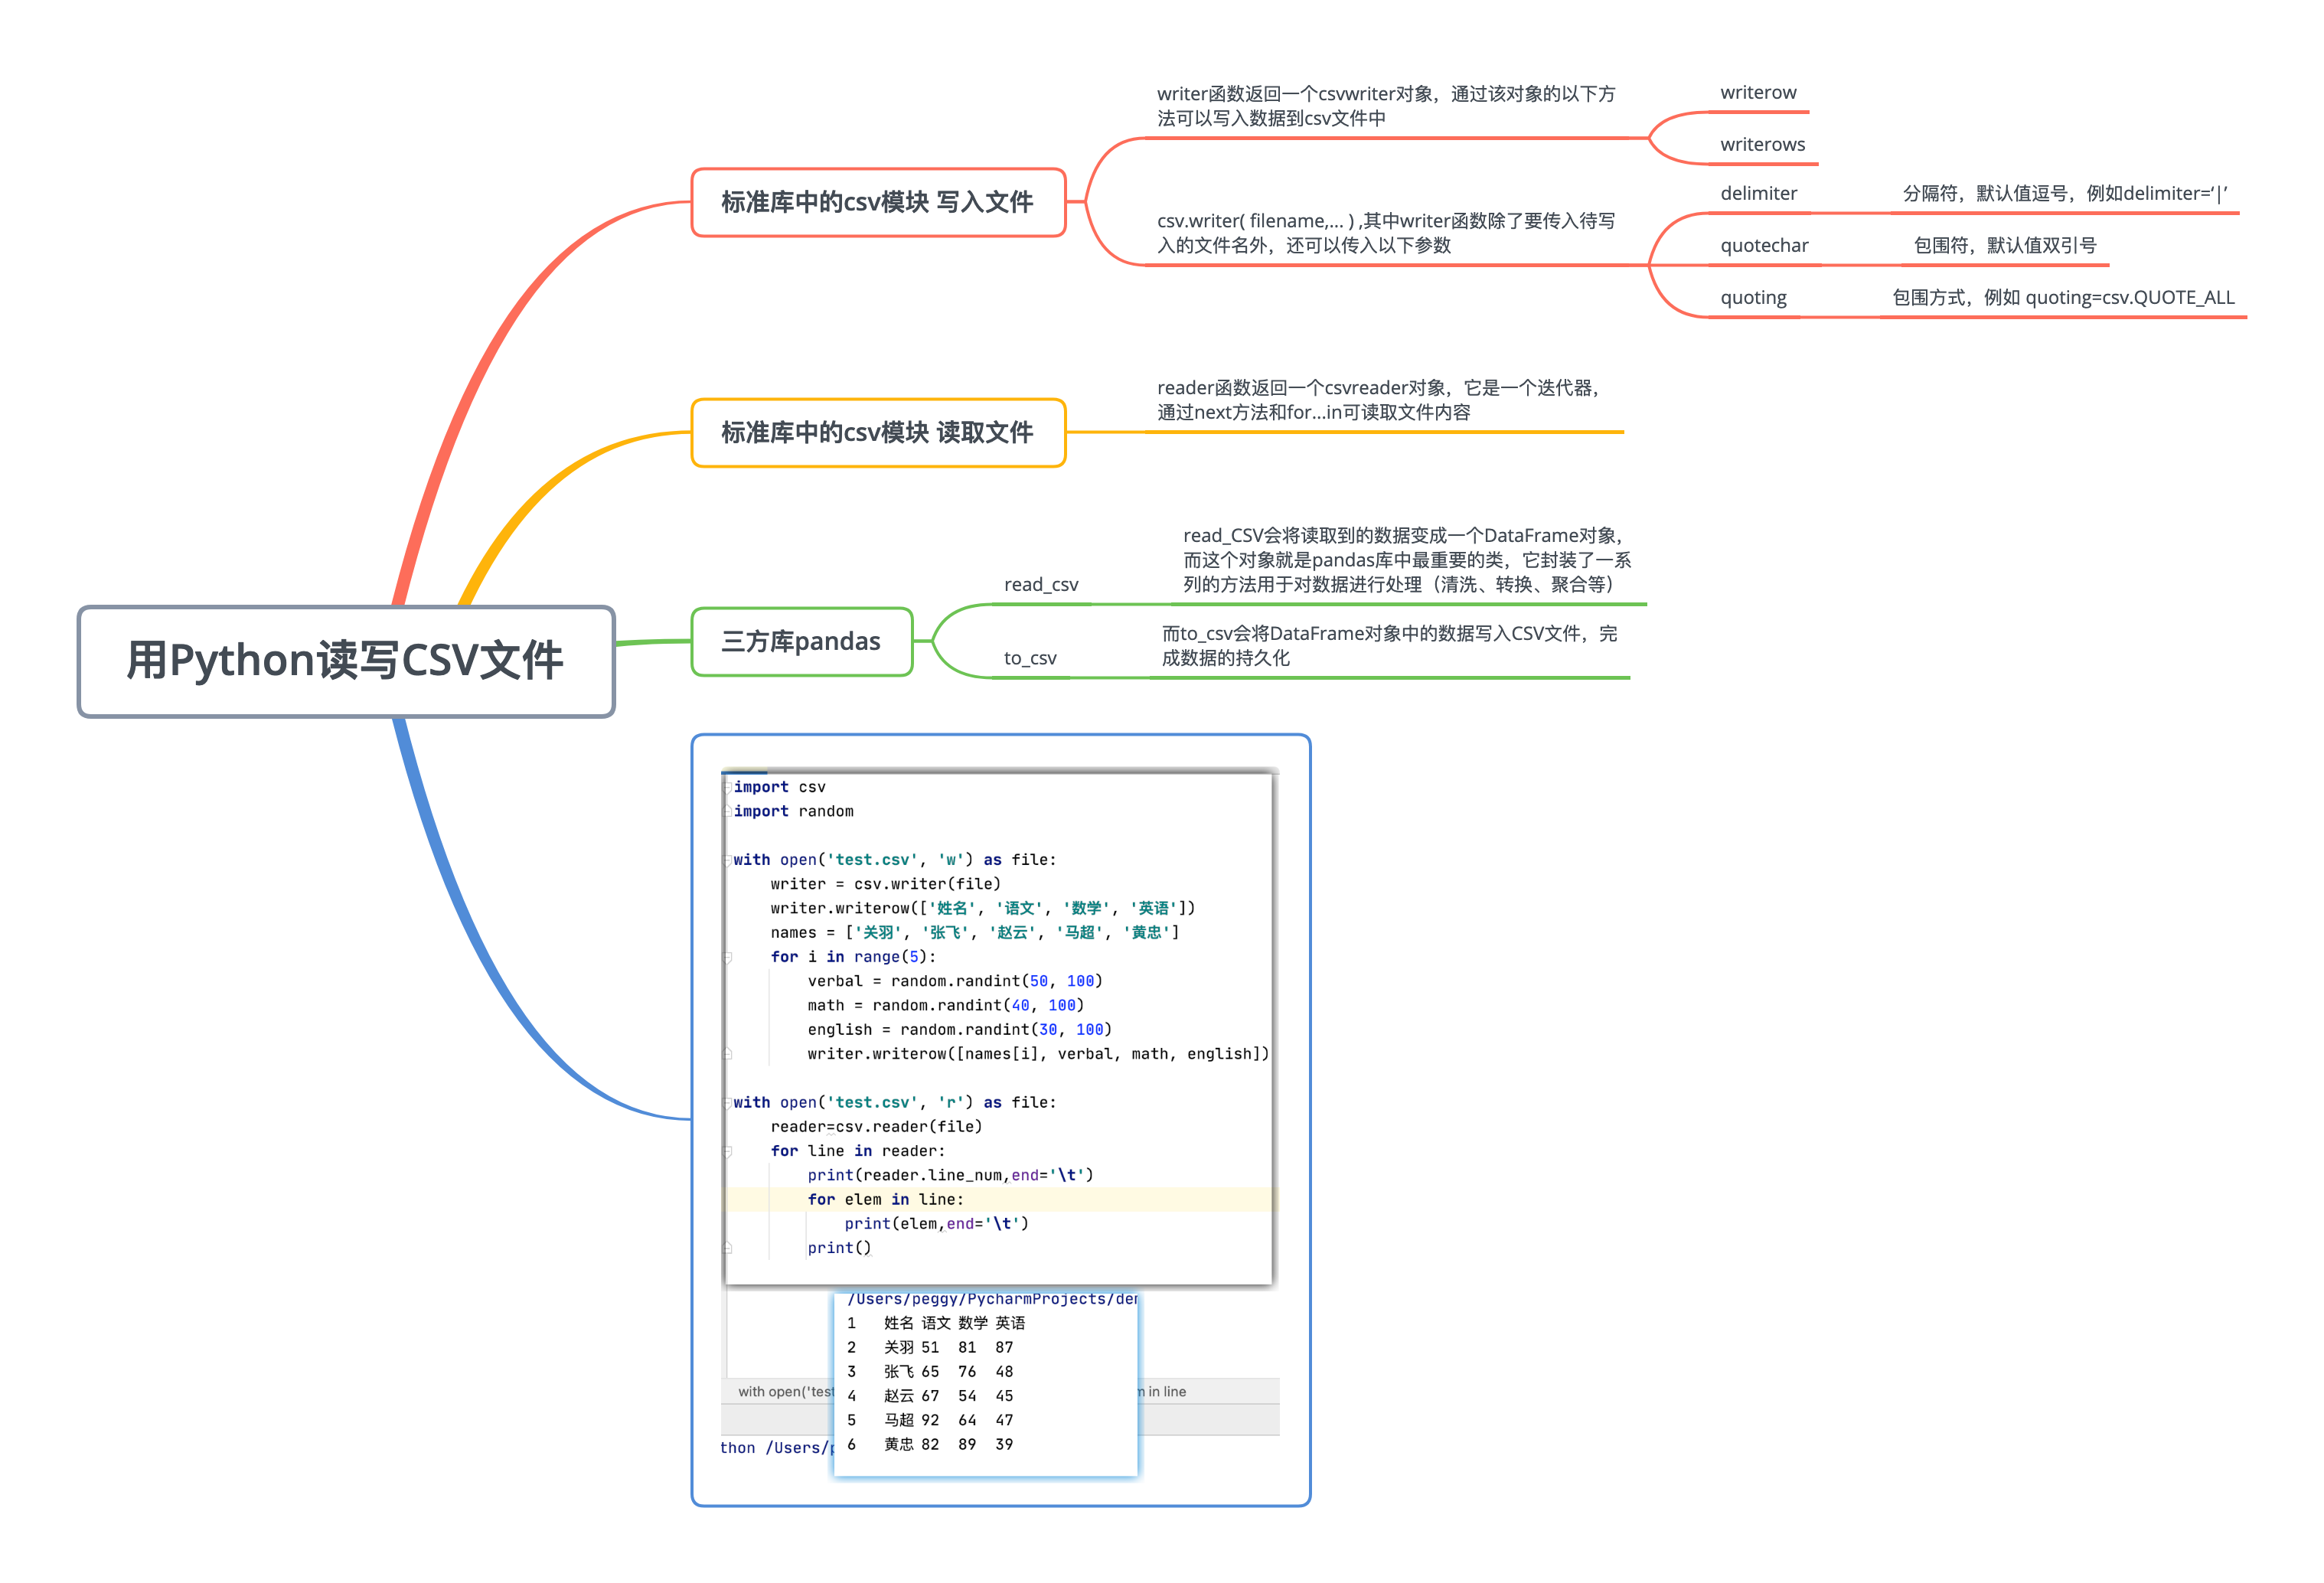 用Python读写CSV文件
标准库中的csv模块 写入文件
writer函数返回一个csvwriter对象，通过该对象的以下方
法可以写入数据到csv文件中
writerow
writerows
csv.writer( filename,... ) ,其中writer函数除了要传入待写
入的文件名外，还可以传入以下参数
delimiter
分隔符，默认值逗号，例如delimiter=‘|’
quotechar
包围符，默认值双引号
quoting
包围方式，例如 quoting=csv.QUOTE_ALL
标准库中的csv模块 读取文件
reader函数返回一个csvreader对象，它是一个迭代器，
通过next方法和for...in可读取文件内容
三方库pandas
read_csv
read_CSV会将读取到的数据变成一个DataFrame对象，
而这个对象就是pandas库中最重要的类，它封装了一系
列的方法用于对数据进行处理（清洗、转换、聚合等）
to_csv
而to_csv会将DataFrame对象中的数据写入CSV文件，完
成数据的持久化
import csv
import random
with open('test.csv', 'w') as file:
    writer = csv.writer(file)
    writer.writerow(['姓名', '语文', '数学', '英语'])
    names = ['关羽', '张飞', '赵云', '马超', '黄忠']
    for i in range(5):
        verbal = random.randint(50, 100)
        math = random.randint(40, 100)
        english = random.randint(30, 100)
        writer.writerow([names[i], verbal, math, english])
with open('test.csv', 'r') as file:
    reader=csv.reader(file)
    for line in reader:
        print(reader.line_num,end='\t')
        for elem in line:
            print(elem,end='\t')
        print()
/Users/peggy/PycharmProjects/
1 姓名 语文 数学 英语
2 关羽 51 81 87
3 张飞 65 76 48
4 赵云 67 54 45
5 马超 92 64 47
6 黄忠 82 89 39
with open('test
in line
thon /Users/